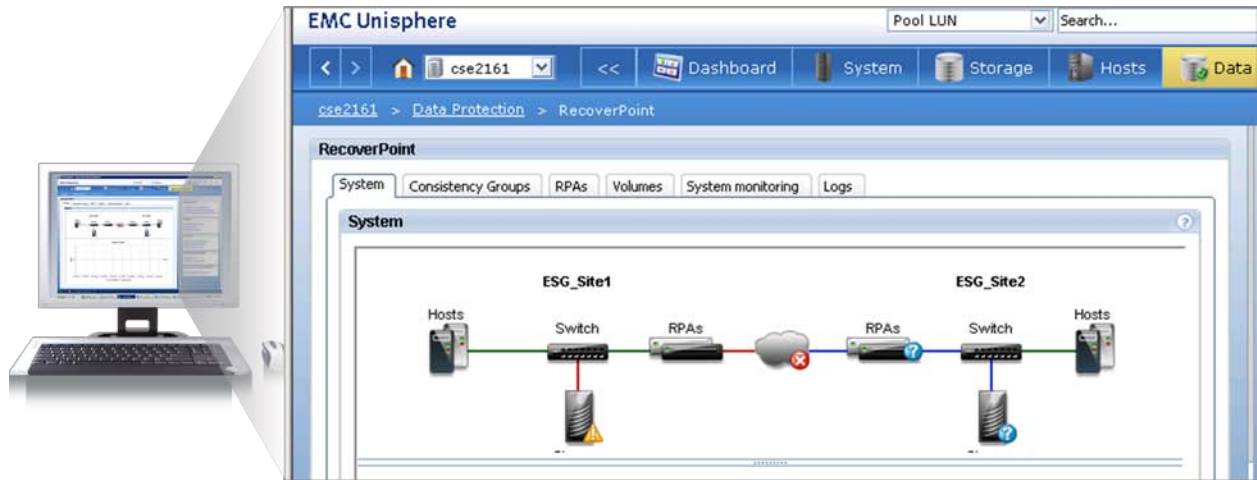 EMC Unisphere
Pool LUN
Search...
cse2161
<<
Dashboard
System
Storage
Hosts
Data
cse2161 > Data Protection > RecoverPoint
RecoverPoint
System
Consistency Groups
RPAs
Volumes
System monitoring
Logs
System
ESG_Site1
ESG_Site2
Hosts
Switch
RPAs
RPAs
Switch
Hosts